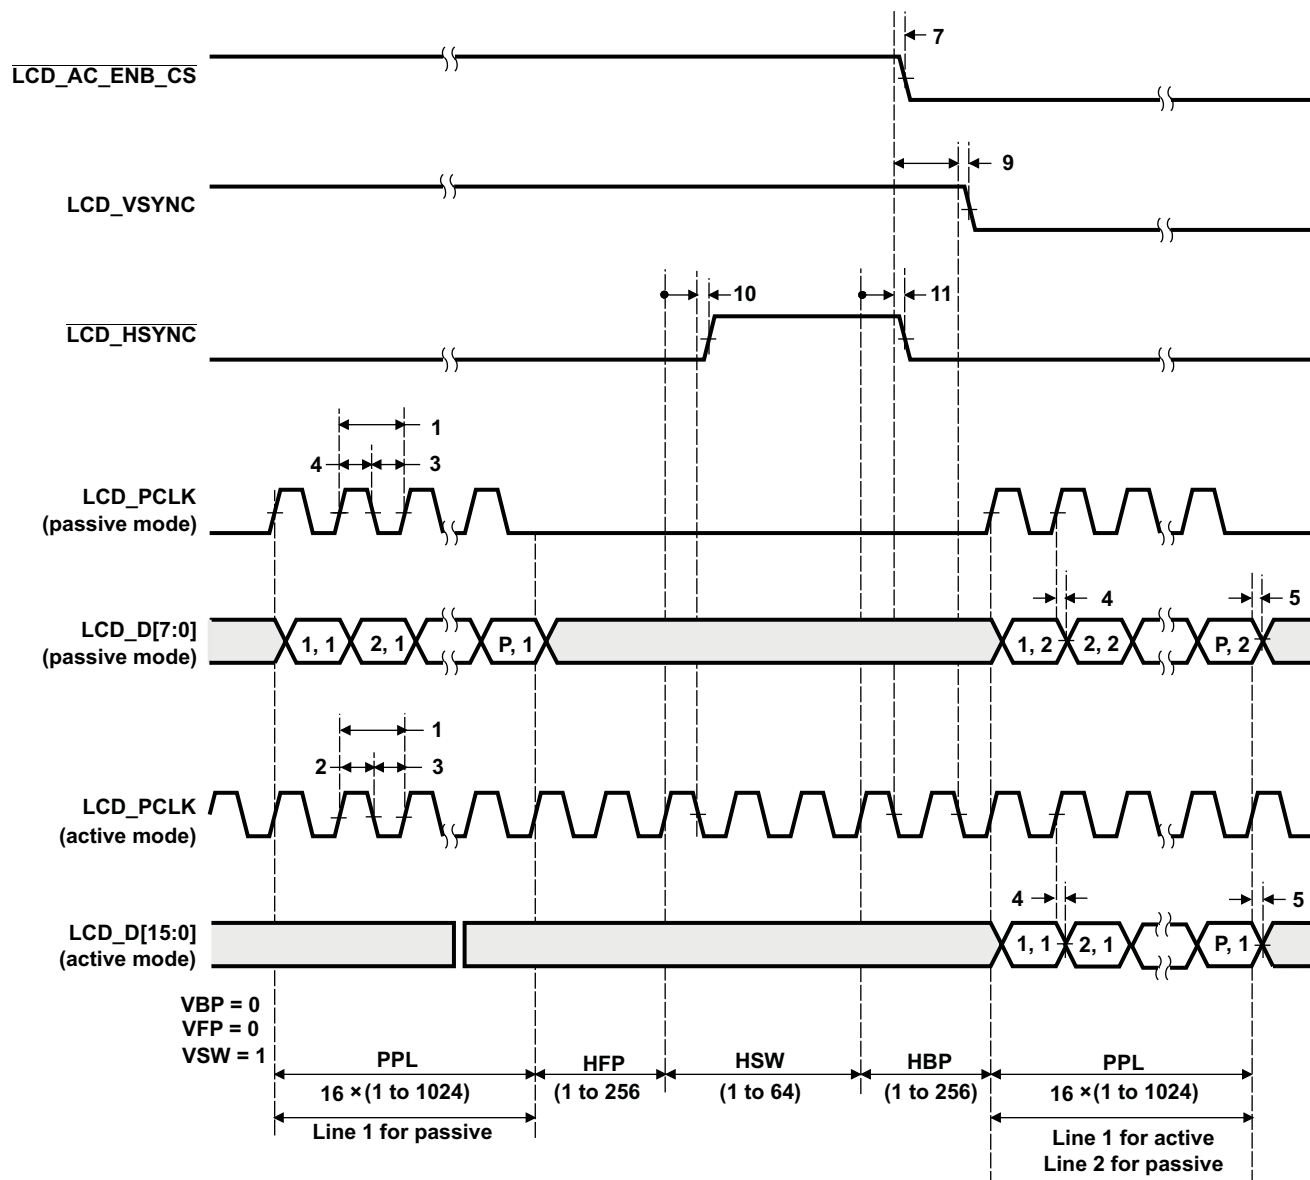 7
LCD_AC_ENB_CS
9
LCD_VSYNC
10
11
LCD_HSYNC
1
4
3
LCD_PCLK
(passive mode)
4
5
LCD_D[7:0]
(passive mode)
1, 1
2, 1
P, 1
1, 2
2, 2
P, 2
1
2
3
LCD_PCLK
(active mode)
4
5
LCD_D[15:0]
(active mode)
1, 1
2, 1
P, 1
VBP = 0
VFP = 0
VSW = 1
PPL
HFP
HSW
HBP
PPL
16 ×(1 to 1024)
(1 to 256
(1 to 64)
(1 to 256)
16 ×(1 to 1024)
Line 1 for passive
Line 1 for active
Line 2 for passive